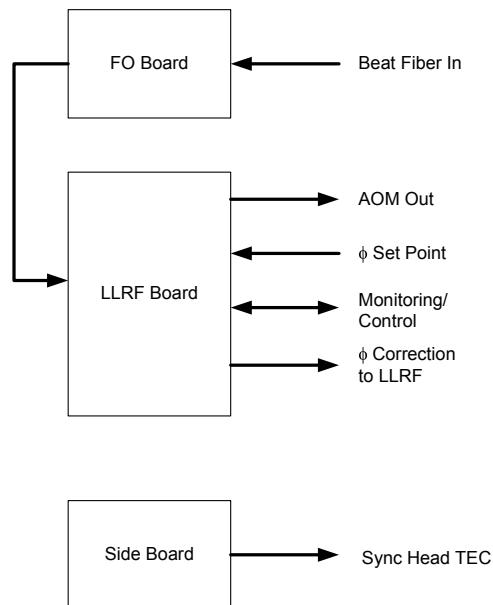 FO Board
Beat Fiber In
AOM Out
ϕ Set Point
LLRF Board
Monitoring/
Control
ϕ Correction
to LLRF
Side Board
Sync Head TEC